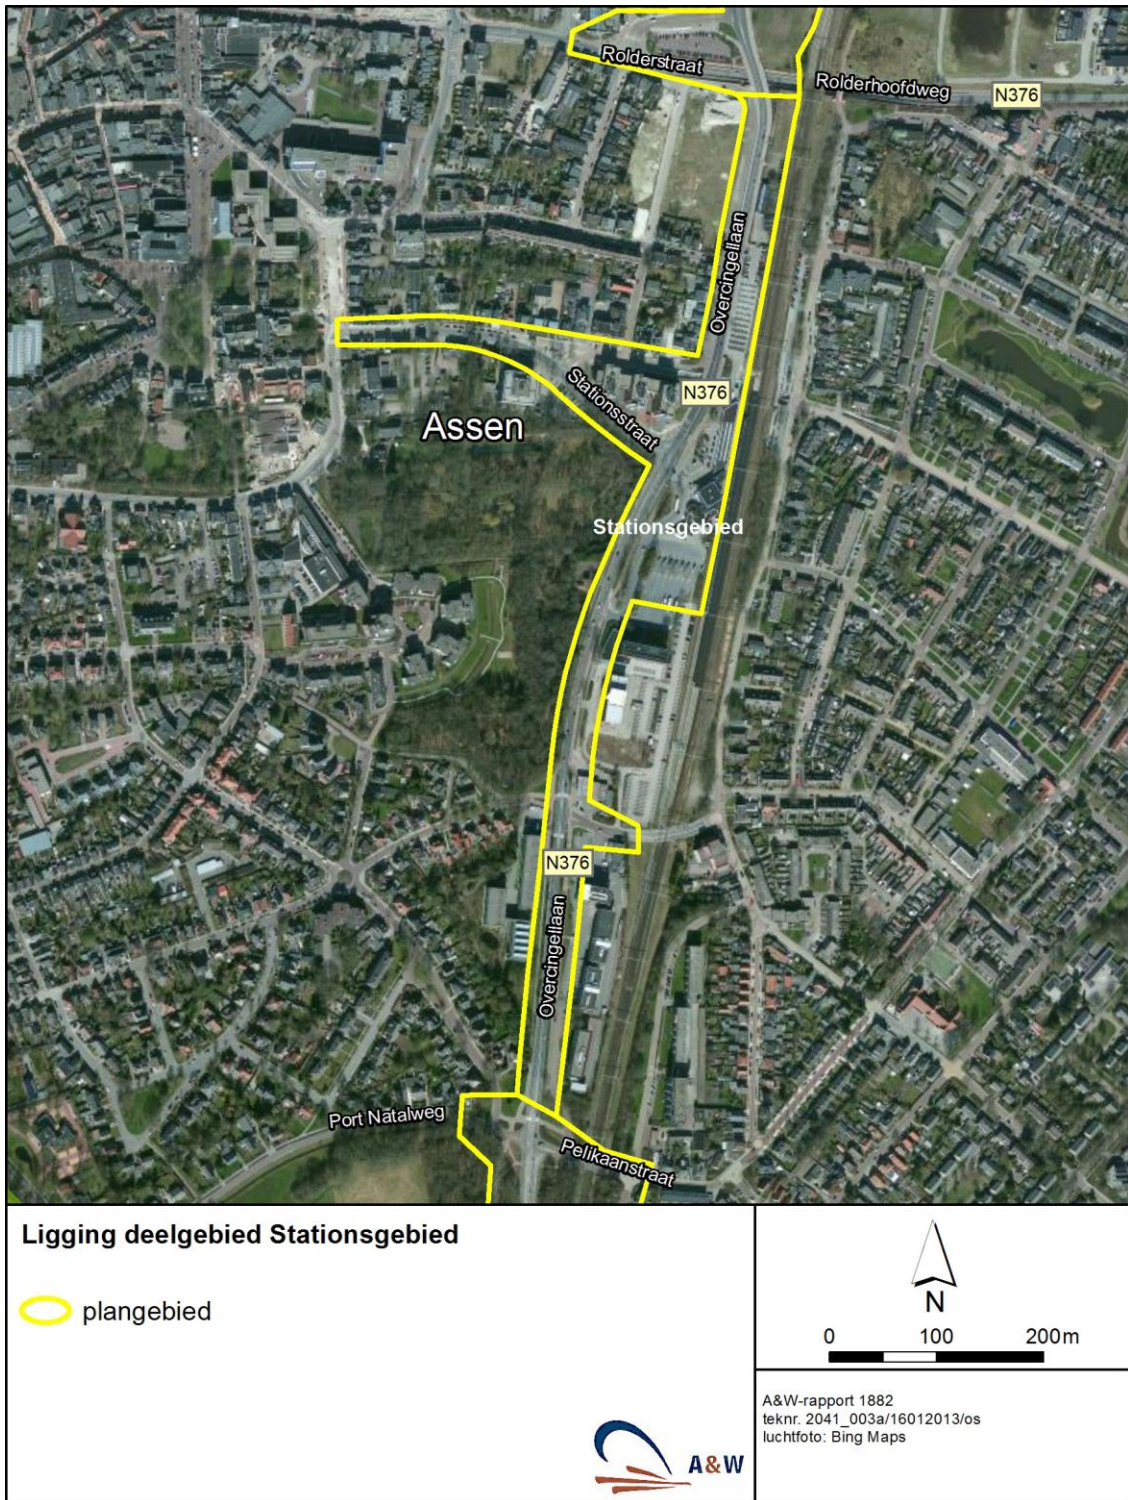 Rolderstraat
Rolderhoofdweg
N376
Overcingellaan
N376
Stationsstraat
Assen
Stationsgebied
N376
Overcingellaan
Port Natalweg
Pelikaanstraat
Ligging deelgebied Stationsgebied
plangebied
N
0 100 200m
A&W-rapport 1882
teknr. 2041_003a/16012013/os
luchtfoto: Bing Maps
A&W